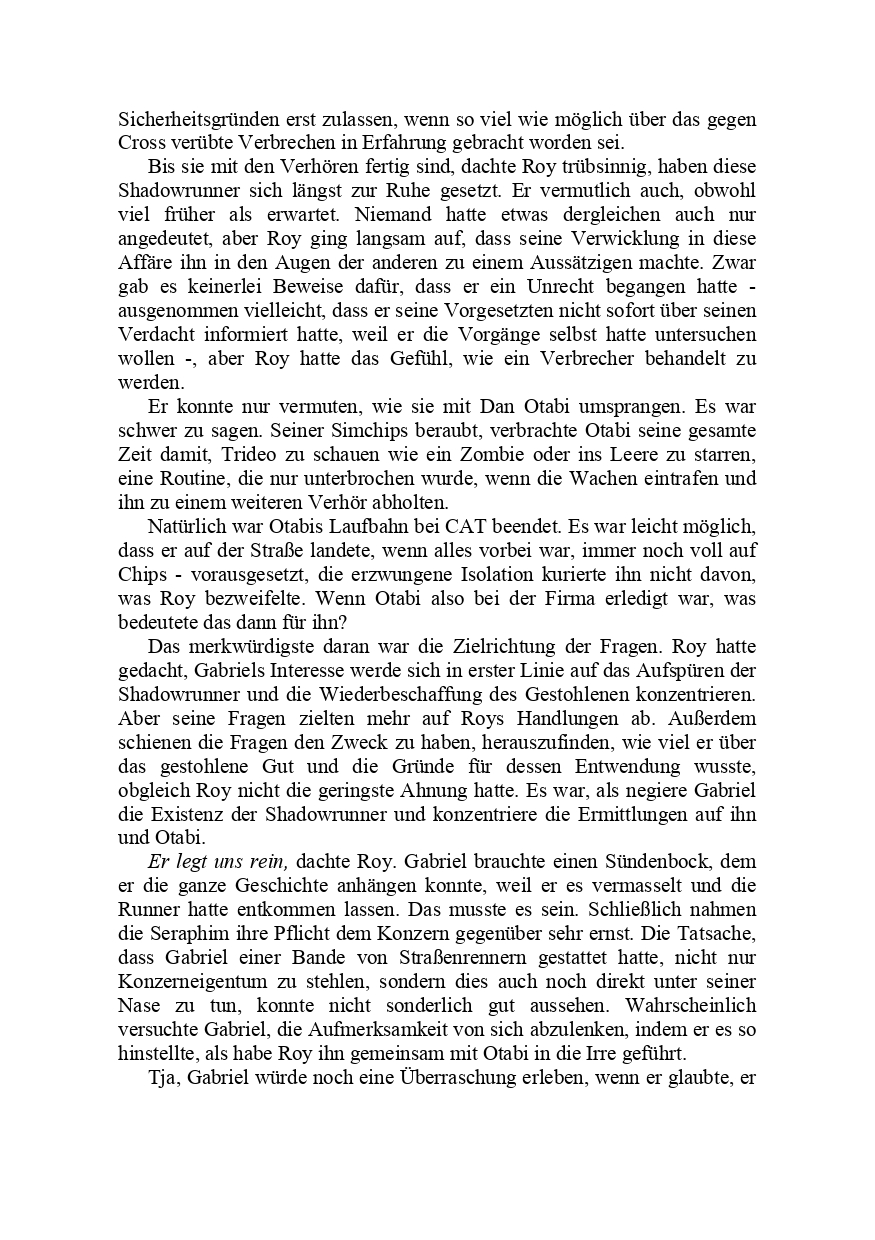 Sicherheitsgründen erst zulassen, wenn so viel wie möglich über das gegen
Cross verübte Verbrechen in Erfahrung gebracht worden sei.
Bis sie mit den Verhören fertig sind, dachte Roy trübsinnig, haben diese
Shadowrunner sich längst zur Ruhe gesetzt. Er vermutlich auch, obwohl
viel früher als erwartet. Niemand hatte etwas dergleichen auch nur
angedeutet, aber Roy ging langsam auf, dass seine Verwicklung in diese
Affäre ihn in den Augen der anderen zu einem Aussätzigen machte. Zwar
gab es keinerlei Beweise dafür, dass er ein Unrecht begangen hatte -
ausgenommen vielleicht, dass er seine Vorgesetzten nicht sofort über seinen
Verdacht informiert hatte, weil er die Vorgänge selbst hatte untersuchen
wollen -, aber Roy hatte das Gefühl, wie ein Verbrecher behandelt zu
werden.
Er konnte nur vermuten, wie sie mit Dan Otabi umsprangen. Es war
schwer zu sagen. Seiner Simchips beraubt, verbrachte Otabi seine gesamte
Zeit damit, Trideo zu schauen wie ein Zombie oder ins Leere zu starren,
eine Routine, die nur unterbrochen wurde, wenn die Wachen eintrafen und
ihn zu einem weiteren Verhör abholten.
Natürlich war Otabis Laufbahn bei CAT beendet. Es war leicht möglich,
dass er auf der Straße landete, wenn alles vorbei war, immer noch voll auf
Chips - vorausgesetzt, die erzwungene Isolation kurierte ihn nicht davon,
was Roy bezweifelte. Wenn Otabi also bei der Firma erledigt war, was
bedeutete das dann für ihn?
Das merkwürdigste daran war die Zielrichtung der Fragen. Roy hatte
gedacht, Gabriels Interesse werde sich in erster Linie auf das Aufspüren der
Shadowrunner und die Wiederbeschaffung des Gestohlenen konzentrieren.
Aber seine Fragen zielten mehr auf Roys Handlungen ab. Außerdem
schienen die Fragen den Zweck zu haben, herauszufinden, wie viel er über
das gestohlene Gut und die Gründe für dessen Entwendung wusste,
obgleich Roy nicht die geringste Ahnung hatte. Es war, als negiere Gabriel
die Existenz der Shadowrunner und konzentriere die Ermittlungen auf ihn
und Otabi.
Er legt uns rein, dachte Roy. Gabriel brauchte einen Sündenbock, dem
er die ganze Geschichte anhängen konnte, weil er es vermasselt und die
Runner hatte entkommen lassen. Das musste es sein. Schließlich nahmen
die Seraphim ihre Pflicht dem Konzern gegenüber sehr ernst. Die Tatsache,
dass Gabriel einer Bande von Straßenrennern gestattet hatte, nicht nur
Konzerneigentum zu stehlen, sondern dies auch noch direkt unter seiner
Nase zu tun, konnte nicht sonderlich gut aussehen. Wahrscheinlich
versuchte Gabriel, die Aufmerksamkeit von sich abzulenken, indem er es so
hinstellte, als habe Roy ihn gemeinsam mit Otabi in die Irre geführt.
Tja, Gabriel würde noch eine Überraschung erleben, wenn er glaubte, er